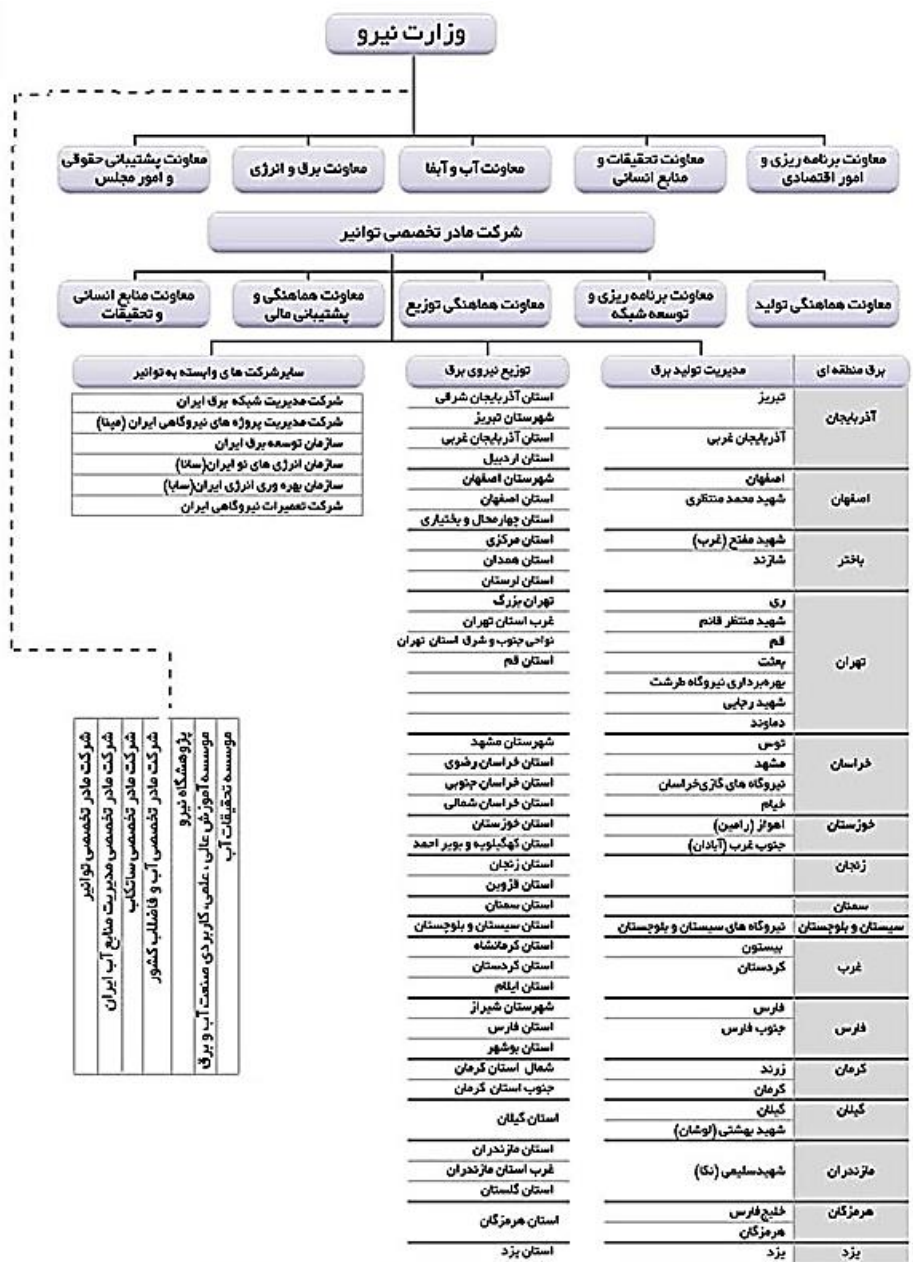 وزارت نیرو
معاونت برنامه ریزی و
امور اقتصادی
معاونت تحقیقات و
منابع انسانی
معاونت آب و آبفا
معاونت برق و انرژی
معاونت پشتیبانی حقوقی
و امور مجلس
شرکت مادر تخصصی توانیر
معاونت هماهنگی تولید
معاونت برنامه ریزی و
توسعه شبکه
معاونت هماهنگی توزیع
معاونت هماهنگی و
پشتیبانی مالی
معاونت منابع انسانی
و تحقیقات
برق منطقه ای
مدیریت تولید برق
توزیع نیروی برق
سایرشرکت های وابسته به توانیر
آذربایجان
تبریز
آذربایجان غربی
استان آذربایجان شرقی
شهرستان تبریز
استان آذربایجان غربی
استان اردبیل
اصفهان
اصفهان
شهید محمد منتظری
شهرستان اصفهان
استان اصفهان
استان چهارمحال و بختیاری
باختر
شهید مفتح (غرب)
شازند
استان مرکزی
استان همدان
استان لرستان
تهران
ری
شهید منتظر قائم
قم
بعثت
بهره‌برداری نیروگاه طرشت
شهید رجایی
دماوند
تهران بزرگ
غرب استان تهران
نواحی جنوب و شرق استان تهران
استان قم
خراسان
توس
مشهد
نیروگاه های گازی خراسان
خیام
شهرستان مشهد
استان خراسان رضوی
استان خراسان جنوبی
استان خراسان شمالی
خوزستان
اهواز (رامین)
جنوب غرب (آبادان)
استان خوزستان
استان کهگیلویه و بویر احمد
زنجان
استان زنجان
استان قزوین
سمنان
استان سمنان
سیستان و بلوچستان
نیروگاه های سیستان و بلوچستان
استان سیستان و بلوچستان
غرب
بیستون
کردستان
استان کرمانشاه
استان کردستان
استان ایلام
فارس
فارس
جنوب فارس
شهرستان شیراز
استان فارس
استان بوشهر
کرمان
زرند
کرمان
شمال استان کرمان
جنوب استان کرمان
گیلان
گیلان
شهید بهشتی (لوشان)
استان گیلان
مازندران
شهیدسلیمی (نکا)
استان مازندران
غرب استان مازندران
استان گلستان
هرمزگان
خلیج‌فارس
هرمزگان
استان هرمزگان
یزد
یزد
استان یزد
شرکت مدیریت شبکه برق ایران
شرکت مدیریت پروژه های نیروگاهی ایران (مپنا)
سازمان توسعه برق ایران
سازمان انرژی های نو ایران(سانا)
سازمان بهره وری انرژی ایران(سابا)
شرکت تعمیرات نیروگاهی ایران
موسسه تحقیقات آب
موسسه آموزش عالی ، علمی، کاربردی صنعت آب و برق
پژوهشگاه نیرو
شرکت مادر تخصصی آب و فاضلاب کشور
شرکت مادر تخصصی ساتکاب
شرکت مادر تخصصی مدیریت منابع آب ایران
شرکت مادر تخصصی توانیر